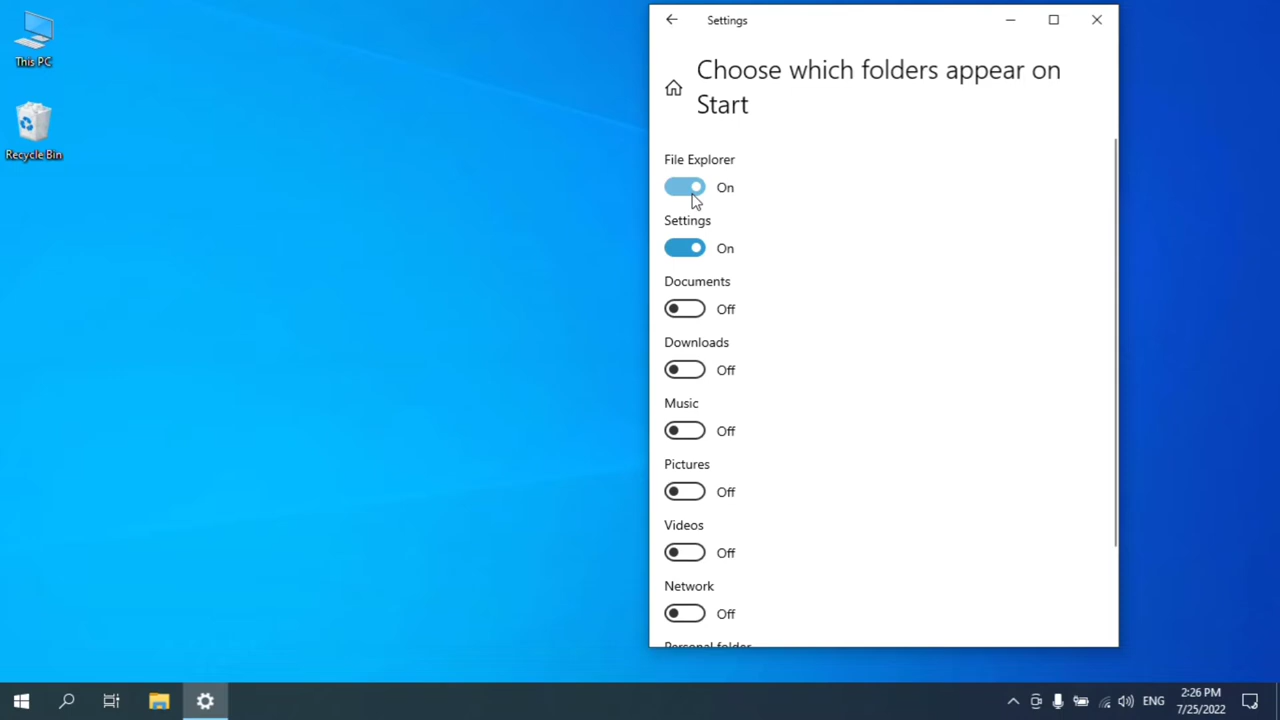 This PC
Recycle Bin
Settings
Choose which folders appear on
Start
File Explorer
On
Settings
On
Documents
Off
Downloads
Off
Music
Off
Pictures
Off
Videos
Off
Network
Off
Personal folder
ENG
2:26 PM
7/25/2022